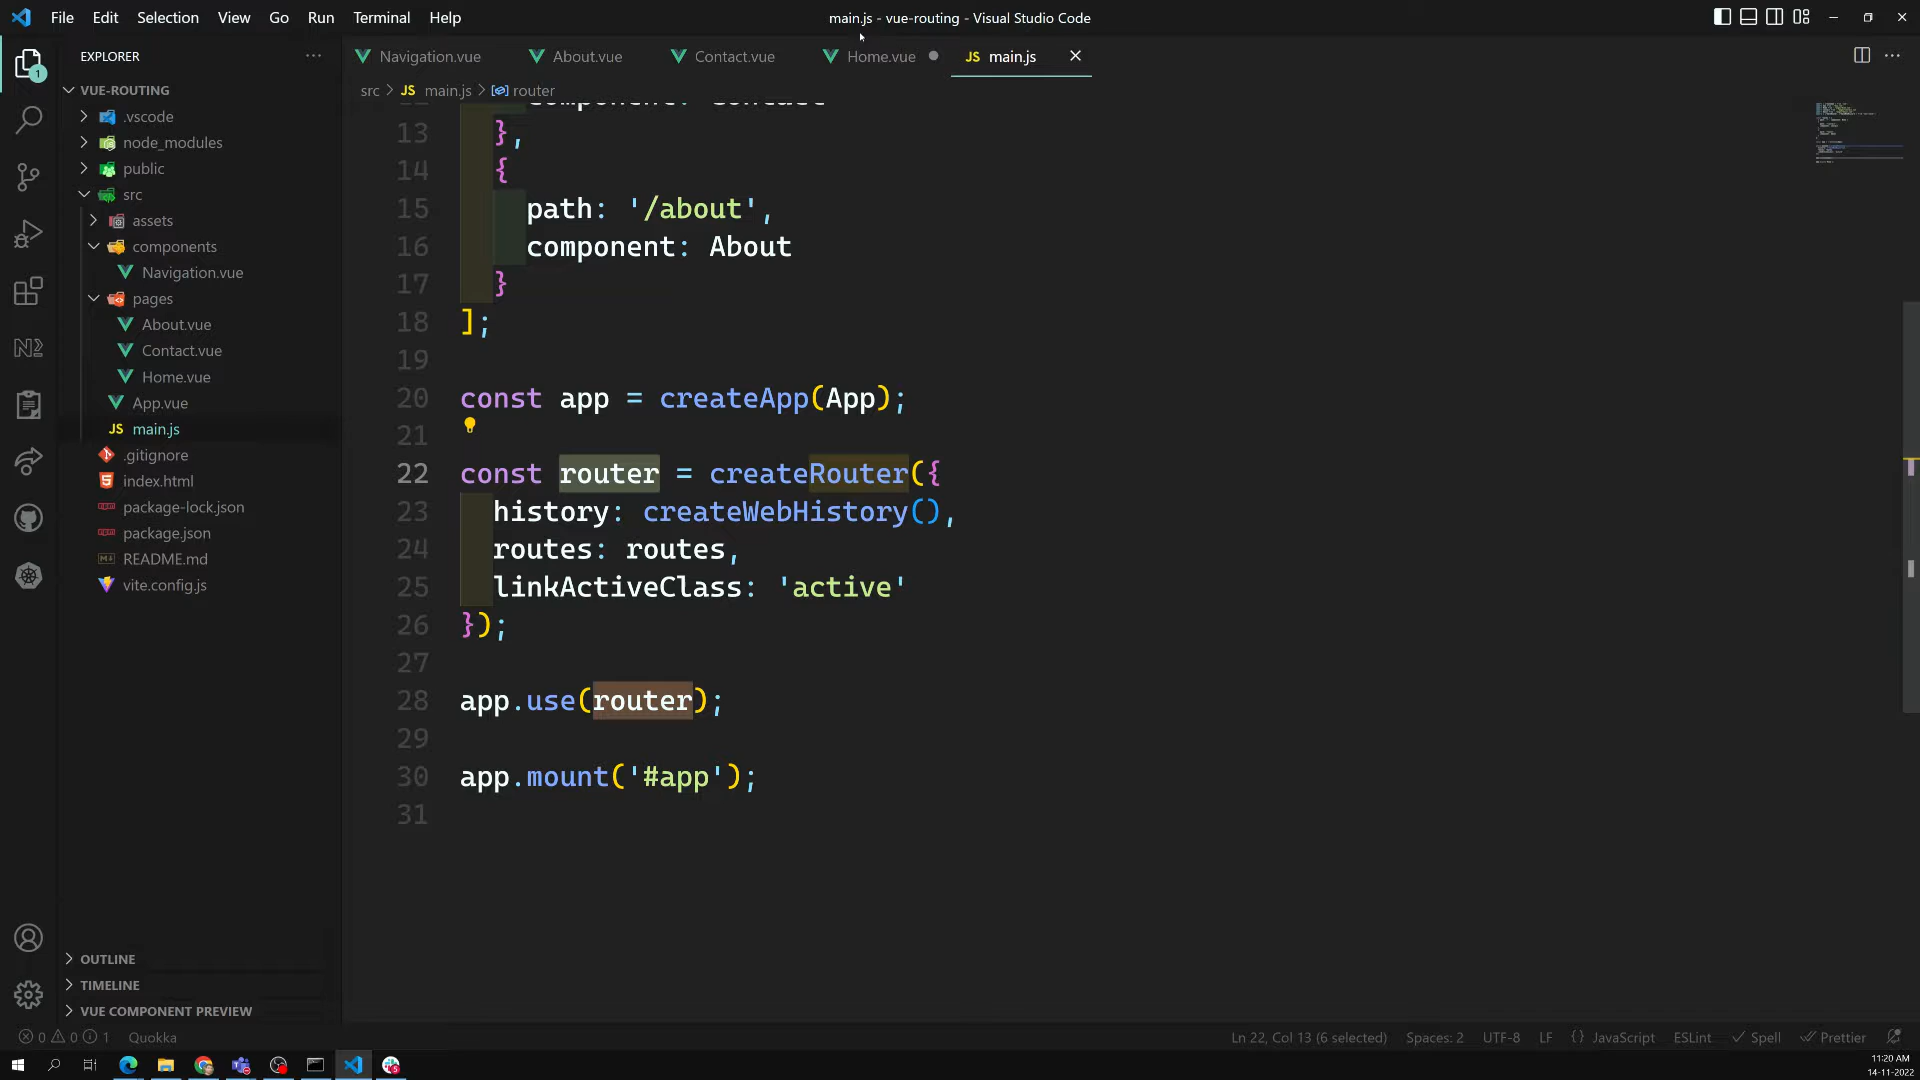 File Edit Selection View Go Run Terminal Help
main.js - vue-routing - Visual Studio Code
EXPLORER
Navigation.vue
About.vue
Contact.vue
Home.vue
JS main.js
src > JS main.js > router
1
VUE-ROUTING
.vscode
node_modules
public
src
assets
components
Navigation.vue
pages
About.vue
Contact.vue
Home.vue
App.vue
JS main.js
.gitignore
index.html
package-lock.json
package.json
README.md
vite.config.js
OUTLINE
TIMELINE
VUE COMPONENT PREVIEW
13 },
14 {
15 path: '/about',
16 component: About
17 }
18 ];
19
20 const app = createApp(App);
21
22 const router = createRouter({
23 history: createWebHistory(),
24 routes: routes,
25 linkActiveClass: 'active'
26 });
27
28 app.use(router);
29
30 app.mount('#app');
31
0 0 1 Quokka
Ln 22, Col 13 (6 selected) Spaces: 2 UTF-8 LF {} JavaScript ESLint Spell Prettier
11:20 AM
14-11-2022